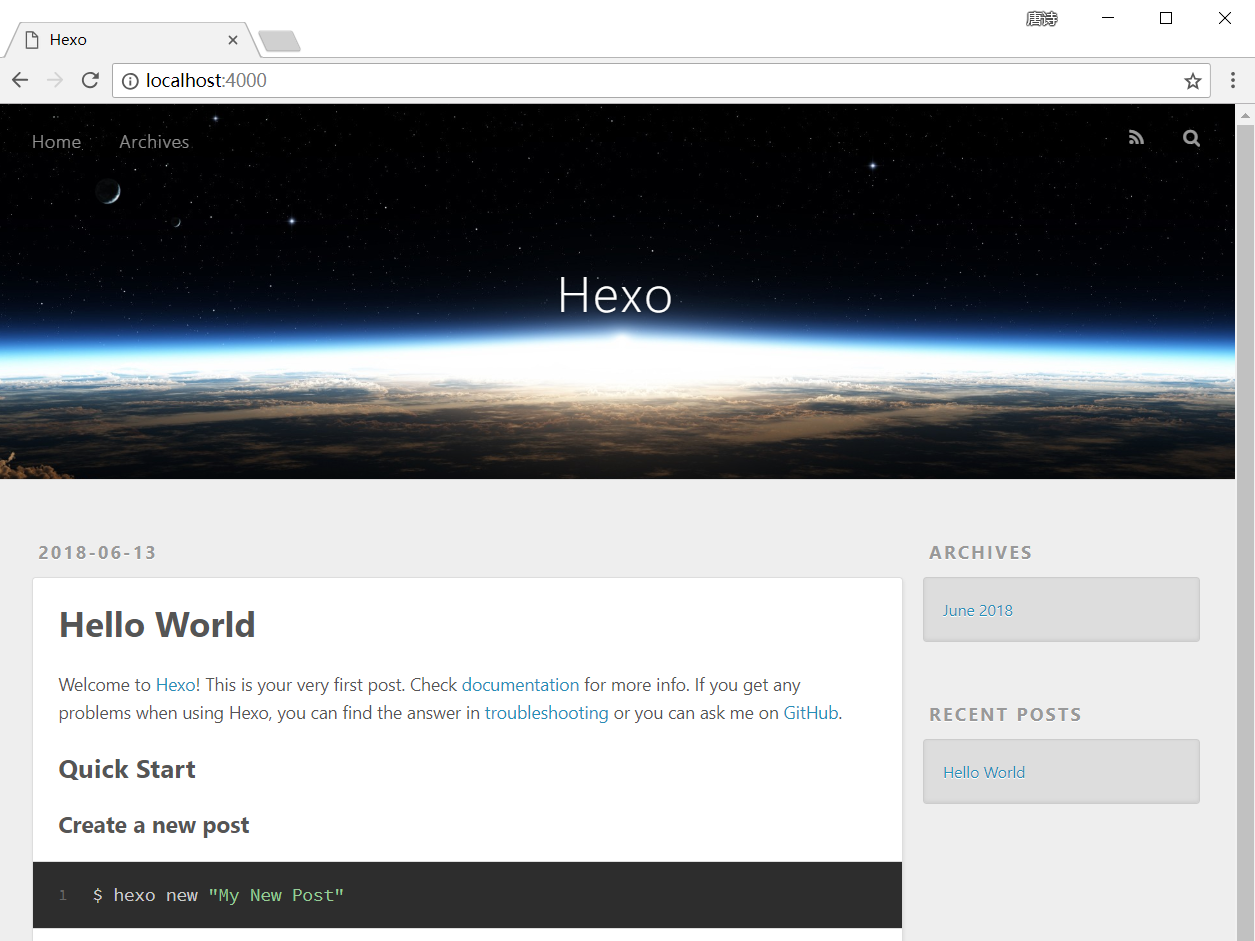 唐诗
Hexo
localhost:4000
Home Archives
Hexo
2018-06-13
Hello World
Welcome to Hexo! This is your very first post. Check documentation for more info. If you get any
problems when using Hexo, you can find the answer in troubleshooting or you can ask me on GitHub.
Quick Start
Create a new post
1 $ hexo new "My New Post"
ARCHIVES
June 2018
RECENT POSTS
Hello World